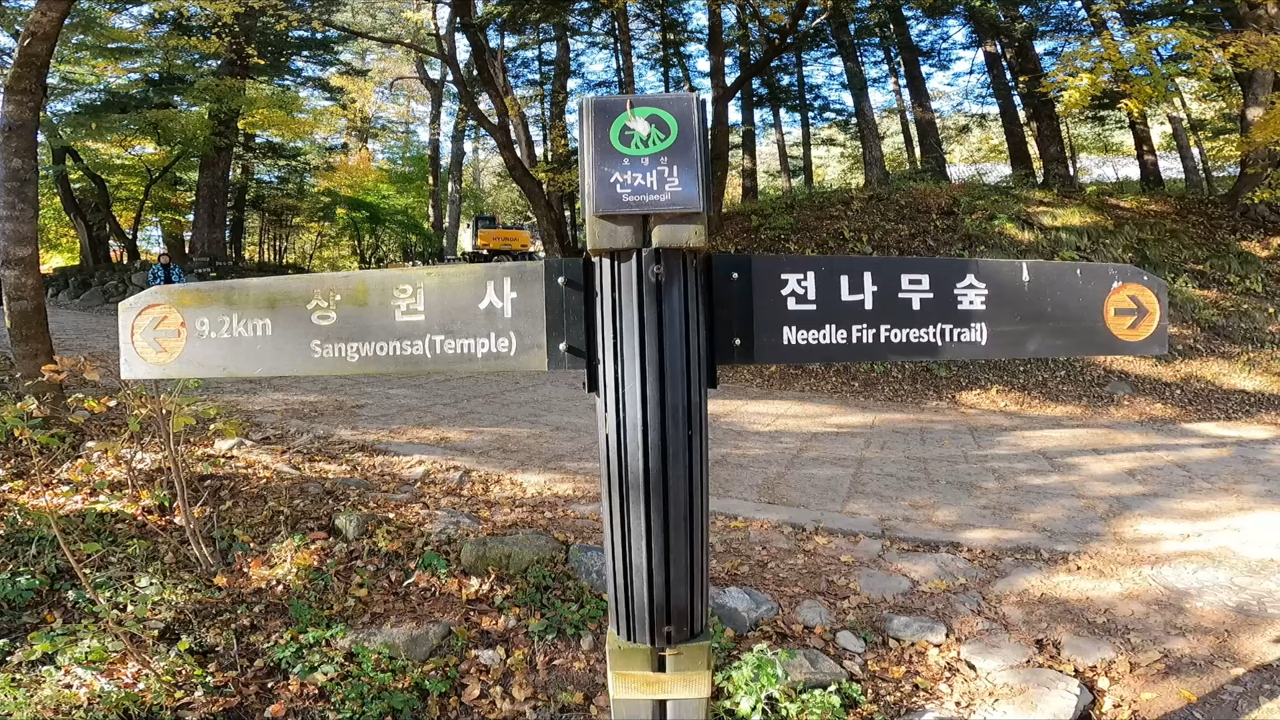 오대산
선재길
Seonjaegil
9.2km
상원사
Sangwonsa(Temple)
전나무숲
Needle Fir Forest(Trail)
HYUNDAI